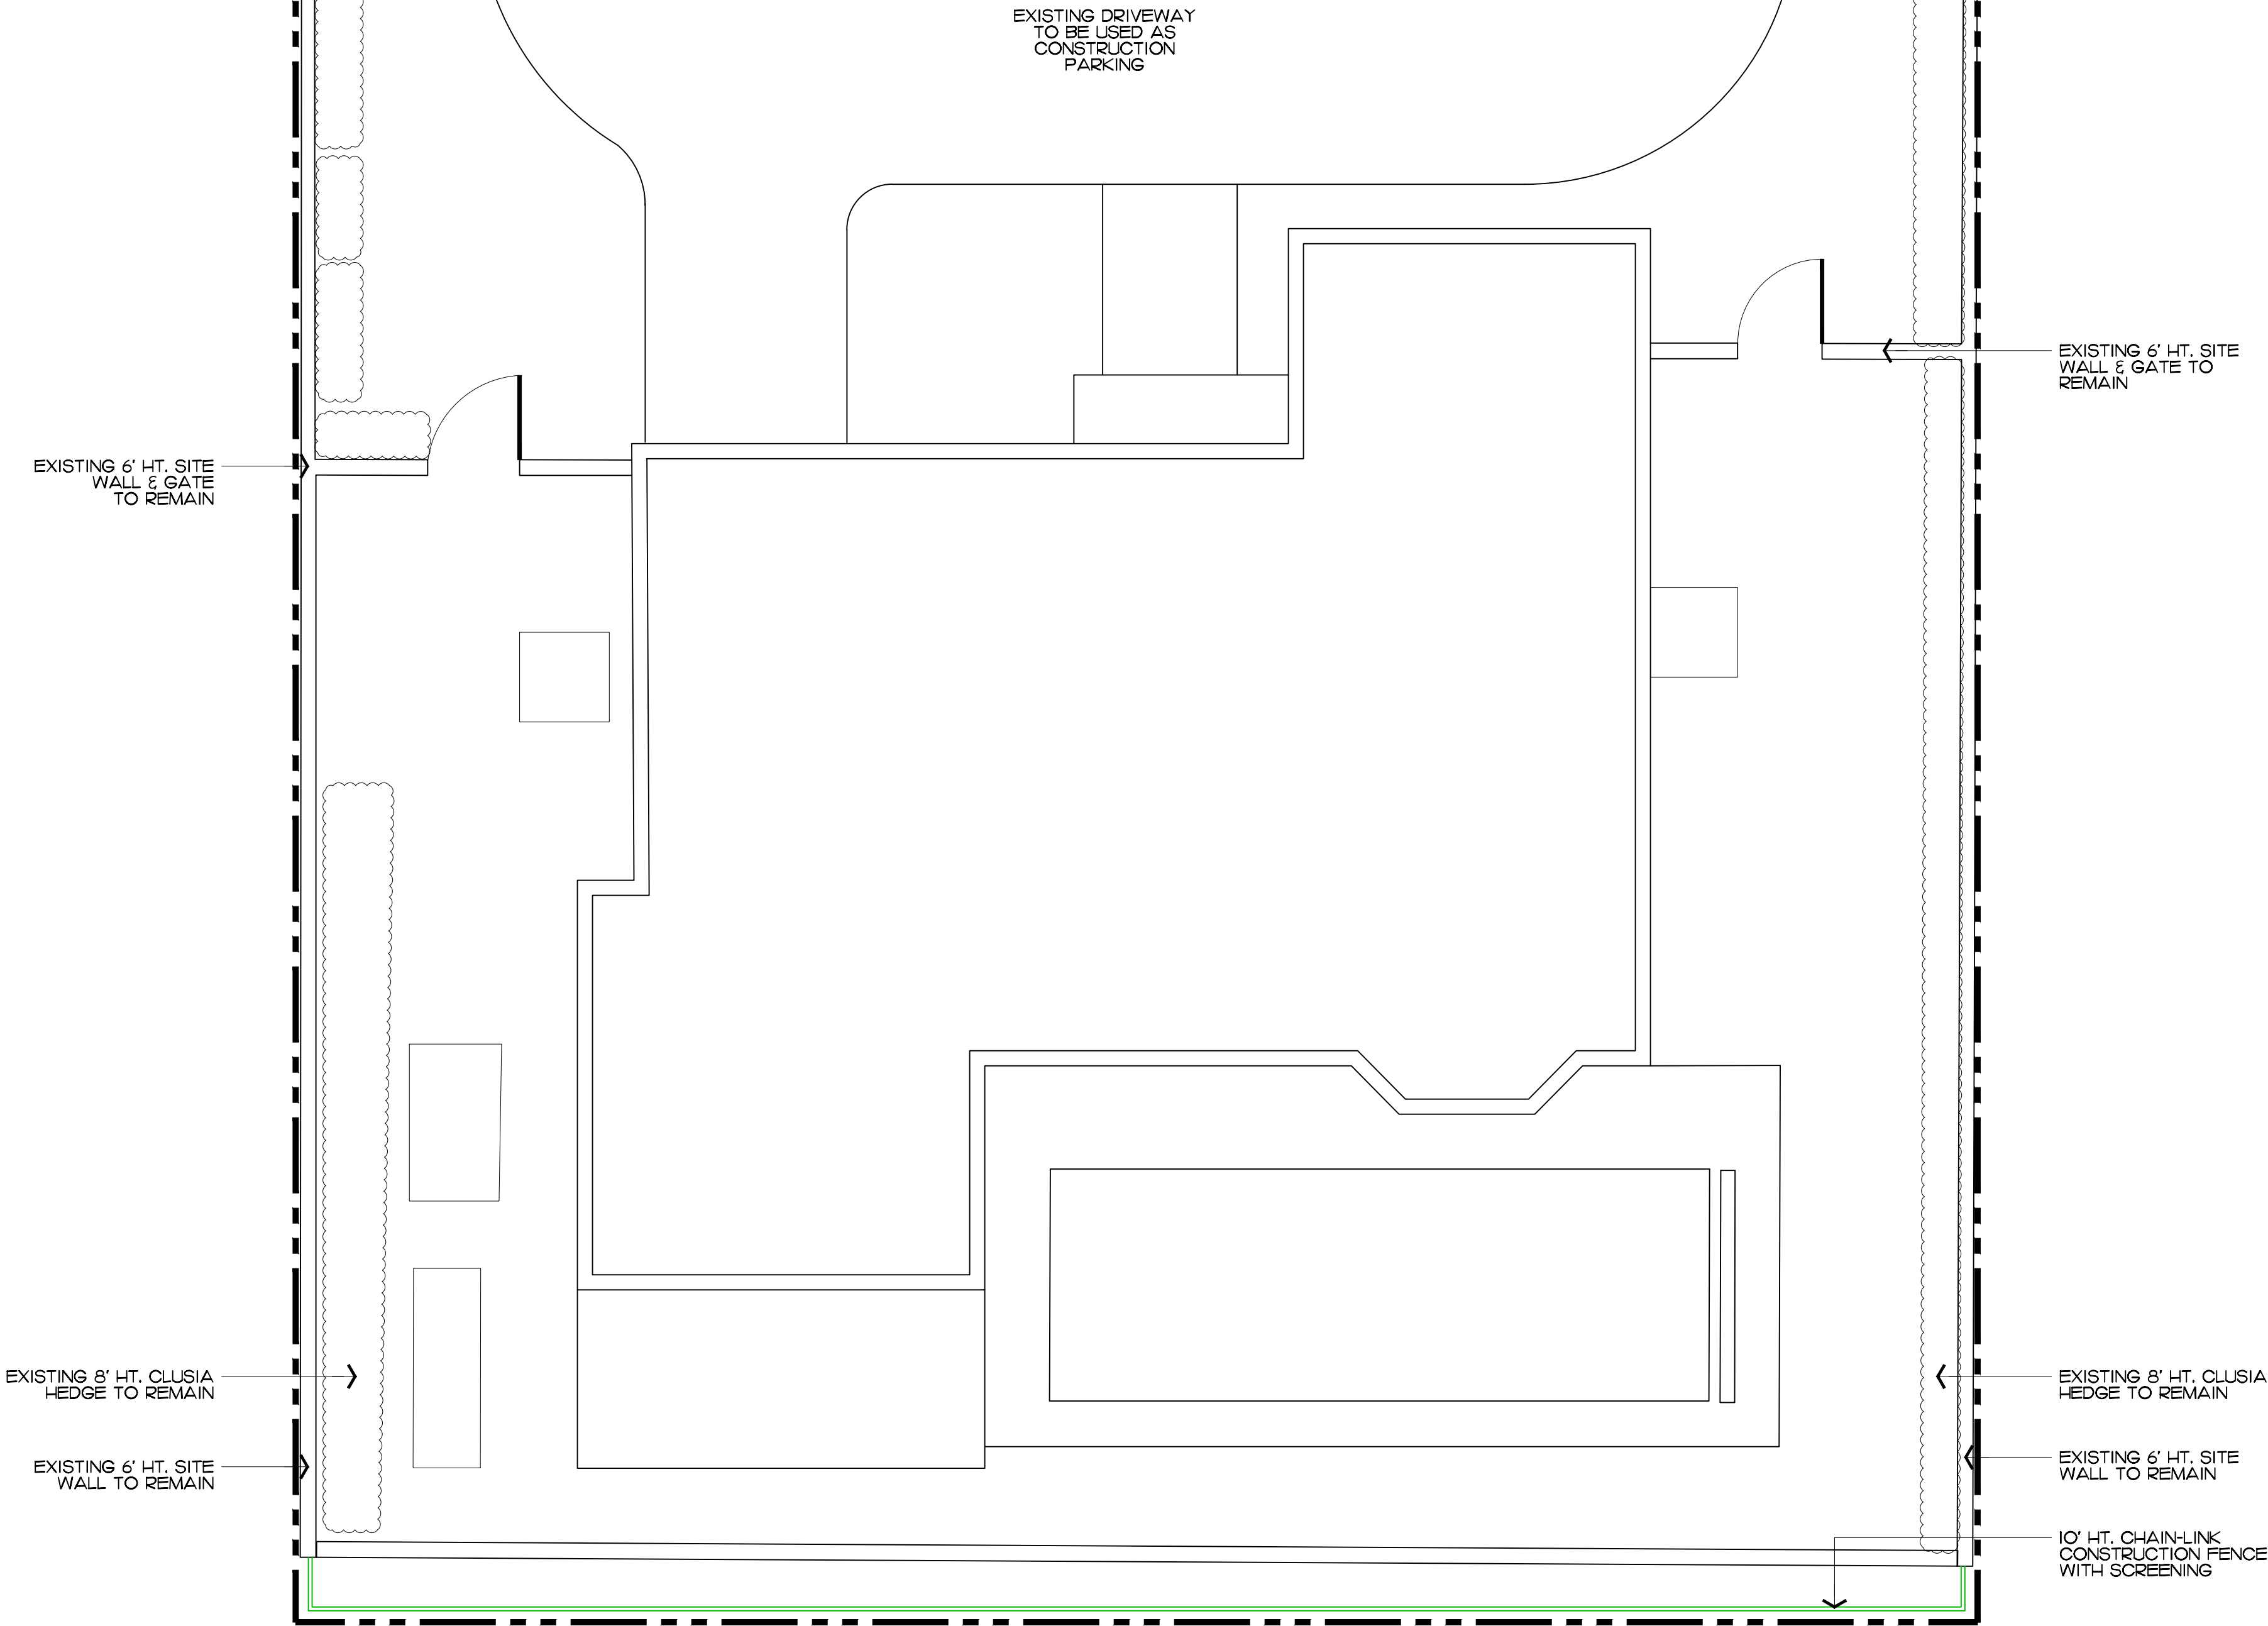 EXISTING DRIVEWAY
TO BE USED AS
CONSTRUCTION
PARKING
EXISTING 6' HT. SITE
WALL & GATE TO
REMAIN
EXISTING 6' HT. SITE
WALL & GATE
TO REMAIN
EXISTING 8' HT. CLUSIA
HEDGE TO REMAIN
EXISTING 8' HT. CLUSIA
HEDGE TO REMAIN
EXISTING 6' HT. SITE
WALL TO REMAIN
EXISTING 6' HT. SITE
WALL TO REMAIN
10' HT. CHAIN-LINK
CONSTRUCTION FENCE
WITH SCREENING